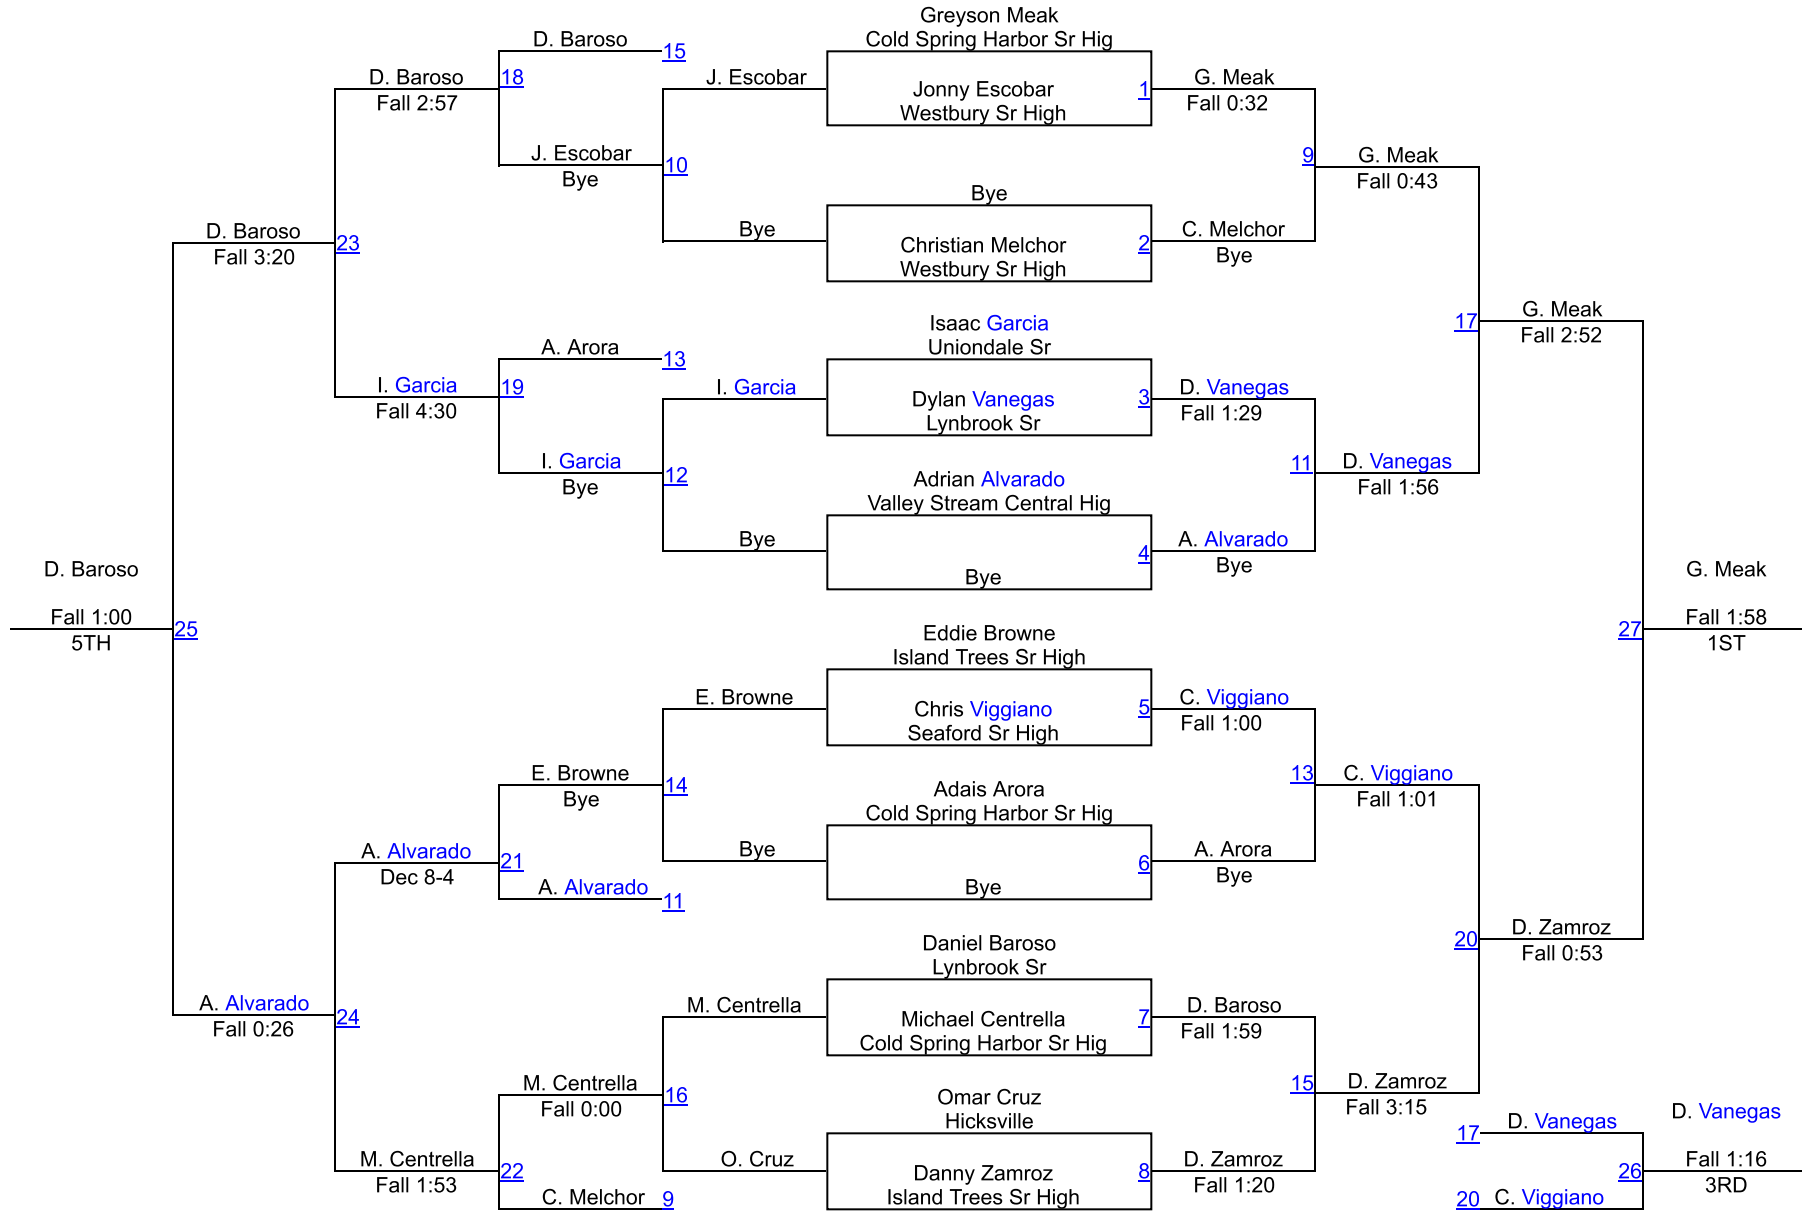 Greyson Meak
Cold Spring Harbor Sr Hig
D. Baroso
15
D. Baroso
18
J. Escobar
Jonny Escobar
1
G. Meak
Fall 2:57
Westbury Sr High
Fall 0:32
J. Escobar
10
9
G. Meak
Bye
Fall 0:43
Bye
D. Baroso
23
Bye
Christian Melchor
2
C. Melchor
Fall 3:20
Westbury Sr High
Bye
Isaac Garcia
17
G. Meak
Uniondale Sr
Fall 2:52
A. Arora
13
I. Garcia
19
I. Garcia
Dylan Vanegas
3
D. Vanegas
Fall 4:30
Lynbrook Sr
Fall 1:29
I. Garcia
12
11
D. Vanegas
Bye
Fall 1:56
Adrian Alvarado
Valley Stream Central Hig
Bye
4
A. Alvarado
Bye
Bye
D. Baroso
G. Meak
Fall 1:00
25
27
Fall 1:58
5TH
1ST
Eddie Browne
Island Trees Sr High
E. Browne
Chris Viggiano
5
C. Viggiano
Seaford Sr High
Fall 1:00
E. Browne
14
13
C. Viggiano
Bye
Fall 1:01
Adais Arora
Cold Spring Harbor Sr Hig
A. Alvarado
21
Bye
6
A. Arora
Dec 8-4
Bye
Bye
A. Alvarado
11
Daniel Baroso
20
D. Zamroz
Lynbrook Sr
Fall 0:53
A. Alvarado
24
M. Centrella
Michael Centrella
7
D. Baroso
Fall 0:26
Cold Spring Harbor Sr Hig
Fall 1:59
M. Centrella
16
15
D. Zamroz
Fall 0:00
Fall 3:15
Omar Cruz
Hicksville
17
D. Vanegas
D. Vanegas
M. Centrella
22
O. Cruz
Danny Zamroz
8
D. Zamroz
26
Fall 1:16
Fall 1:53
Island Trees Sr High
Fall 1:20
3RD
C. Melchor
9
20
C. Viggiano